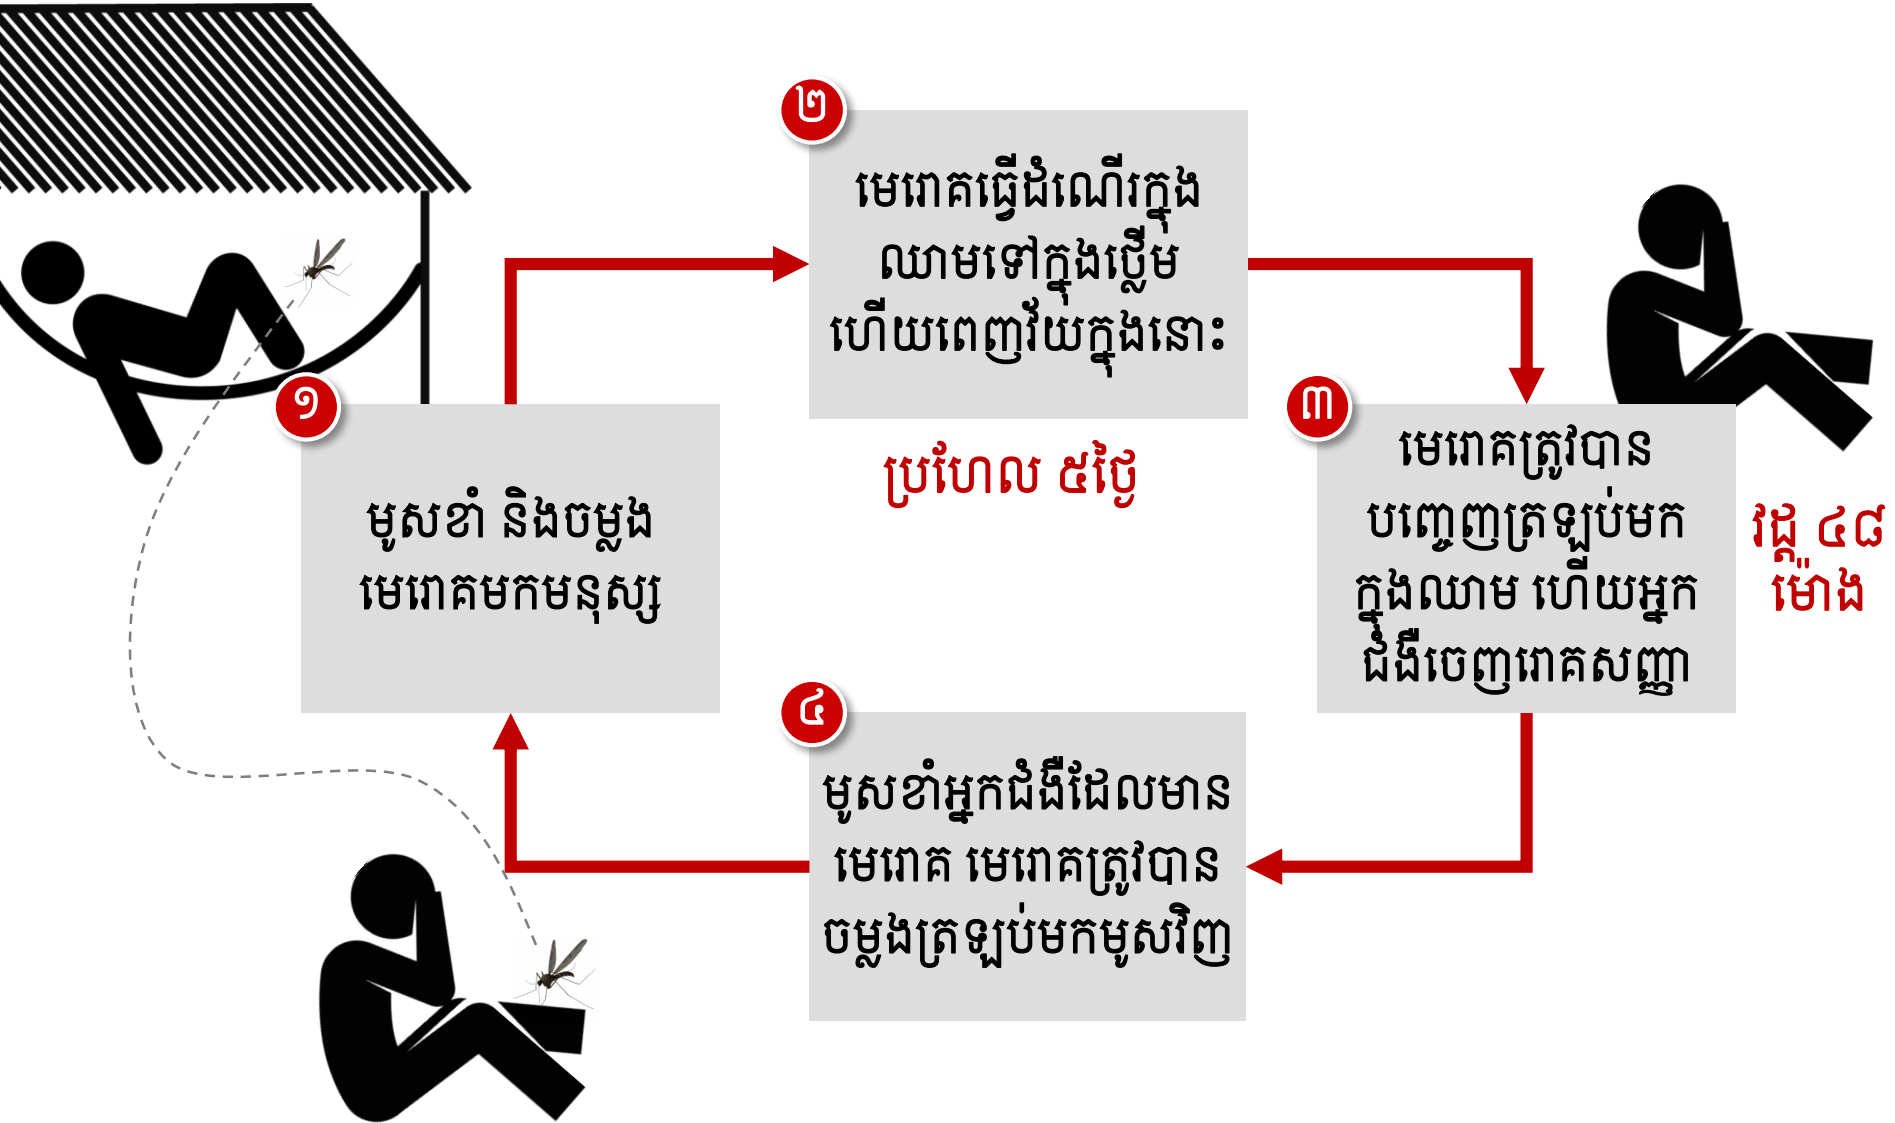 ១
មូសខាំ និងចម្លង
មេរោគមកមនុស្ស
២
មេរោគធ្វើដំណើរក្នុង
ឈាមទៅក្នុងថ្លើម
ហើយពេញវ័យក្នុងនោះ
ប្រហែល ៥ថ្ងៃ
៣
មេរោគត្រូវបាន
បញ្ចេញត្រឡប់មក
ក្នុងឈាម ហើយអ្នក
ជំងឺចេញរោគសញ្ញា
វដ្ដ ៤៨
ម៉ោង
៤
មូសខាំអ្នកជំងឺដែលមាន
មេរោគ មេរោគត្រូវបាន
ចម្លងត្រឡប់មកមូសវិញ